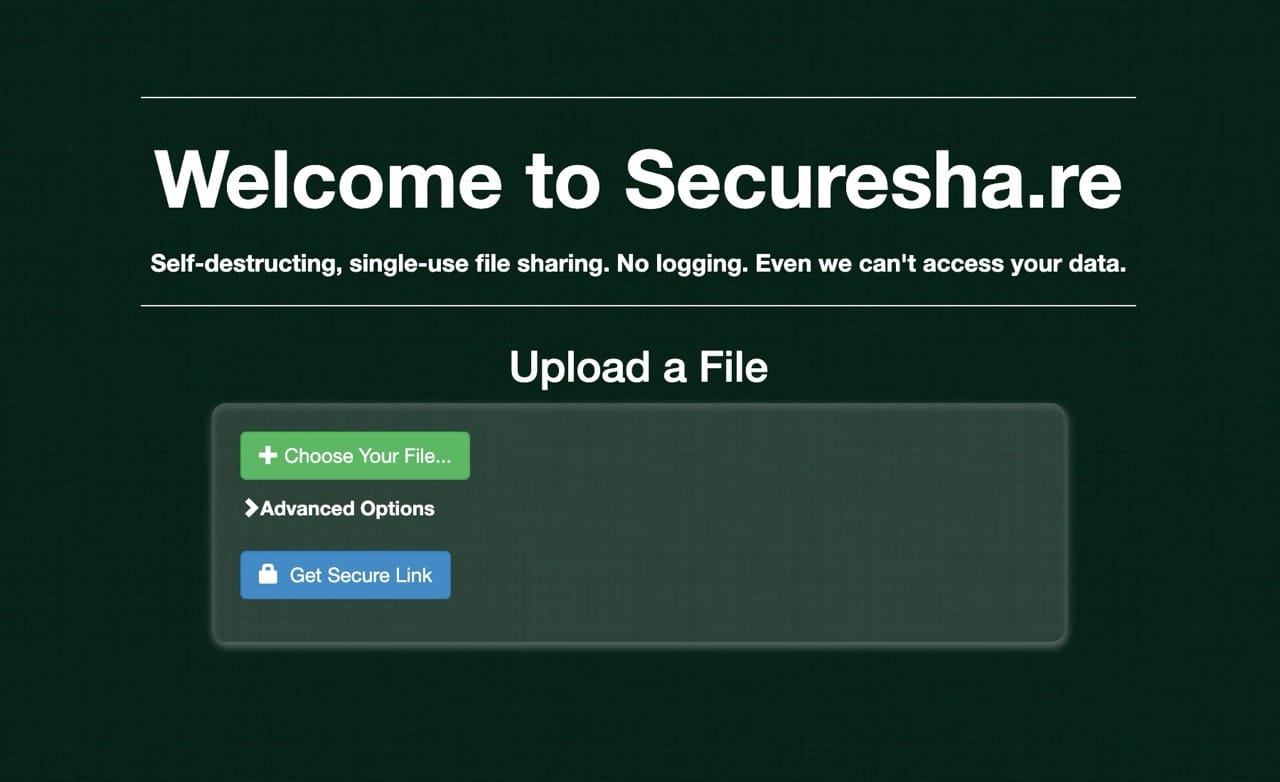 Welcome to Securesha.re
Self-destructing, single-use file sharing. No logging. Even we can't access your data.
Upload a File
Choose Your File...
Advanced Options
Get Secure Link